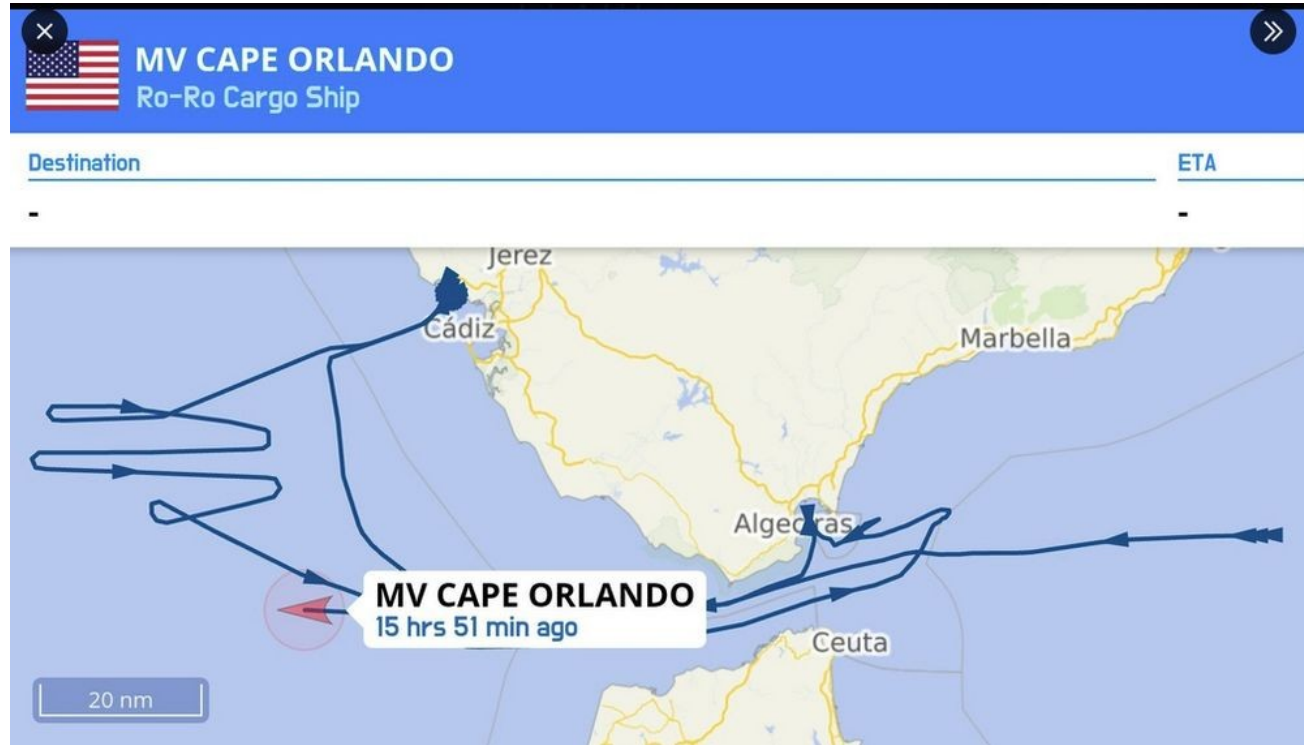 MV CAPE ORLANDO
Ro-Ro Cargo Ship
Destination
ETA
-
-
Jerez
Cádiz
Marbella
Algeciras
MV CAPE ORLANDO
15 hrs 51 min ago
Ceuta
20 nm